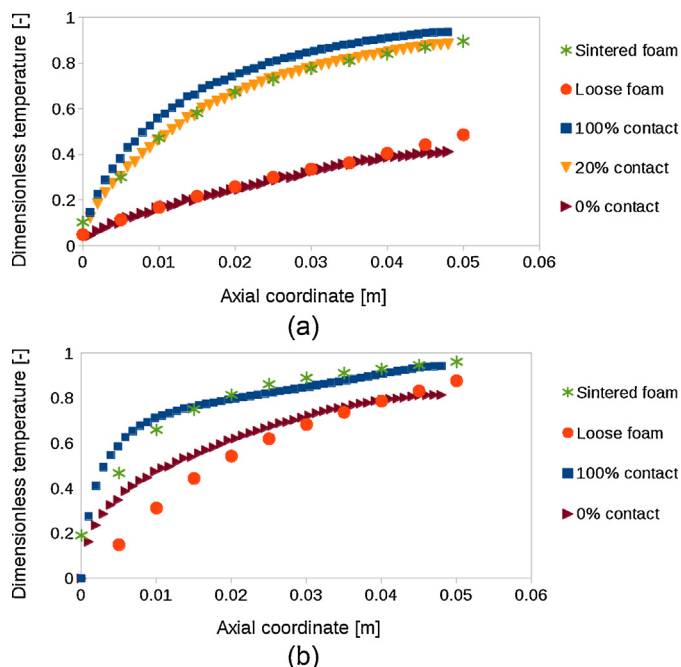 Dimensionless temperature [-]
1
0.8
0.6
0.4
0.2
0
0
0.01
0.02
0.03
0.04
0.05
0.06
Axial coordinate [m]
Sintered foam
Loose foam
100% contact
20% contact
0% contact
(a)
Dimensionless temperature [-]
1
0.8
0.6
0.4
0.2
0
0
0.01
0.02
0.03
0.04
0.05
0.06
Axial coordinate [m]
Sintered foam
Loose foam
100% contact
0% contact
(b)